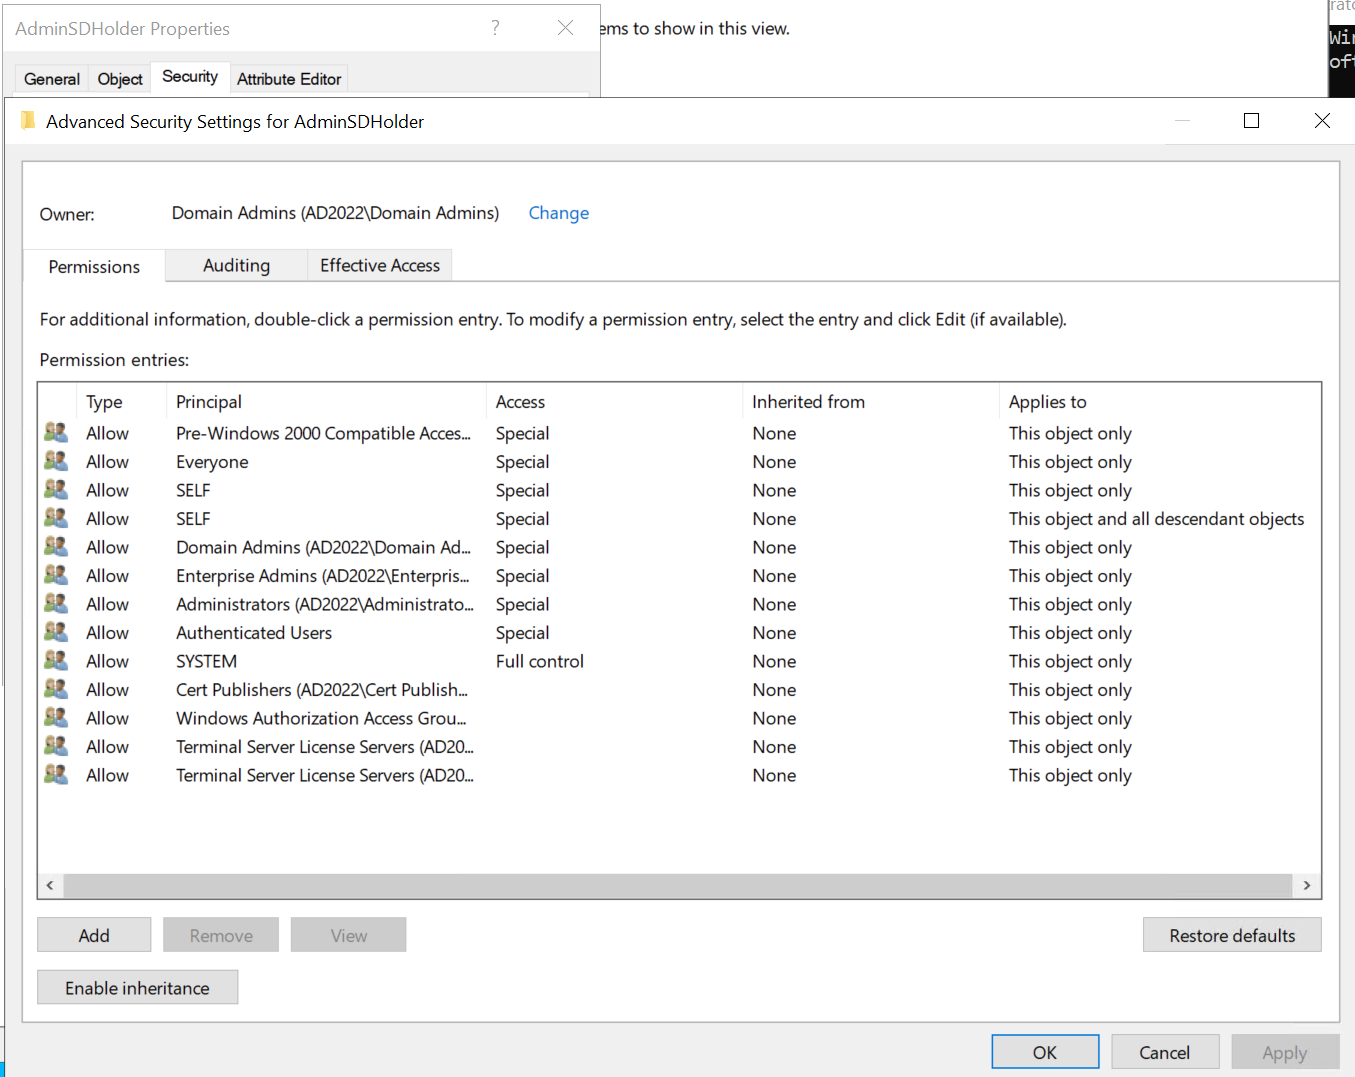 AdminSDHolder Properties ?
ems to show in this view.
Win
oft
General Object Security Attribute Editor
Advanced Security Settings for AdminSDHolder
Owner: Domain Admins (AD2022\Domain Admins) Change
Permissions Auditing Effective Access
For additional information, double-click a permission entry. To modify a permission entry, select the entry and click Edit (if available).
Permission entries:
Type Principal Access Inherited from Applies to
Allow Pre-Windows 2000 Compatible Acces... Special None This object only
Allow Everyone Special None This object only
Allow SELF Special None This object only
Allow SELF Special None This object and all descendant objects
Allow Domain Admins (AD2022\Domain Ad... Special None This object only
Allow Enterprise Admins (AD2022\Enterpris... Special None This object only
Allow Administrators (AD2022\Administrato... Special None This object only
Allow Authenticated Users Special None This object only
Allow SYSTEM Full control None This object only
Allow Cert Publishers (AD2022\Cert Publish... None This object only
Allow Windows Authorization Access Grou... None This object only
Allow Terminal Server License Servers (AD20... None This object only
Allow Terminal Server License Servers (AD20... None This object only
Add Remove View Restore defaults
Enable inheritance
OK Cancel Apply